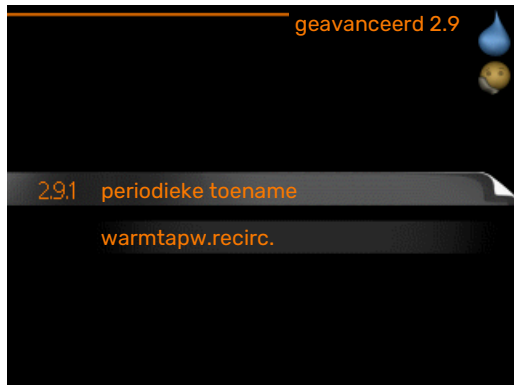 geavanceerd 2.9
2.9.1 periodieke toename
warmtapw.recirc.